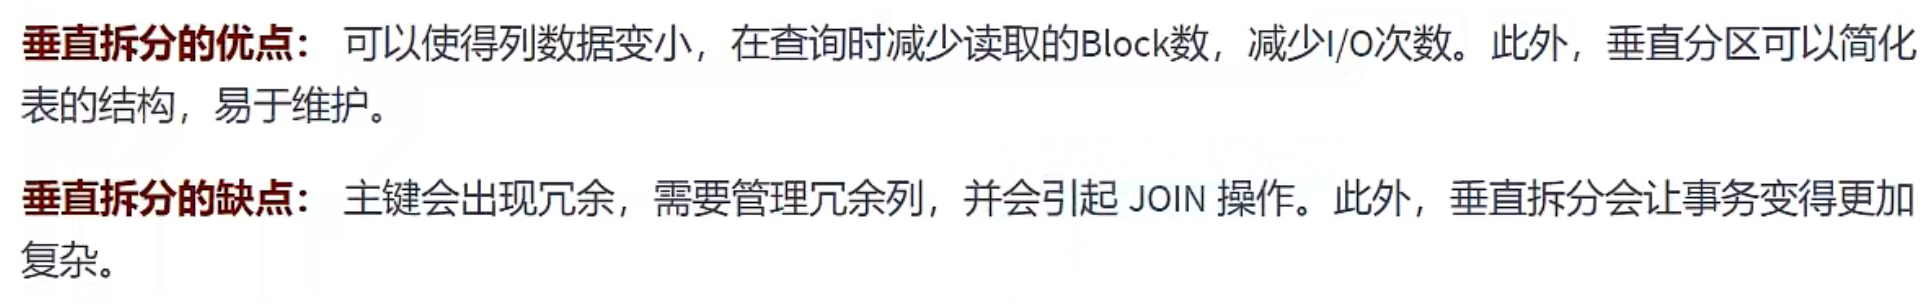 垂直拆分的优点： 可以使得列数据变小，在查询时减少读取的Block数，减少I/O次数。此外，垂直分区可以简化
表的结构，易于维护。
垂直拆分的缺点： 主键会出现冗余，需要管理冗余列，并会引起 JOIN 操作。此外，垂直拆分会让事务变得更加
复杂。